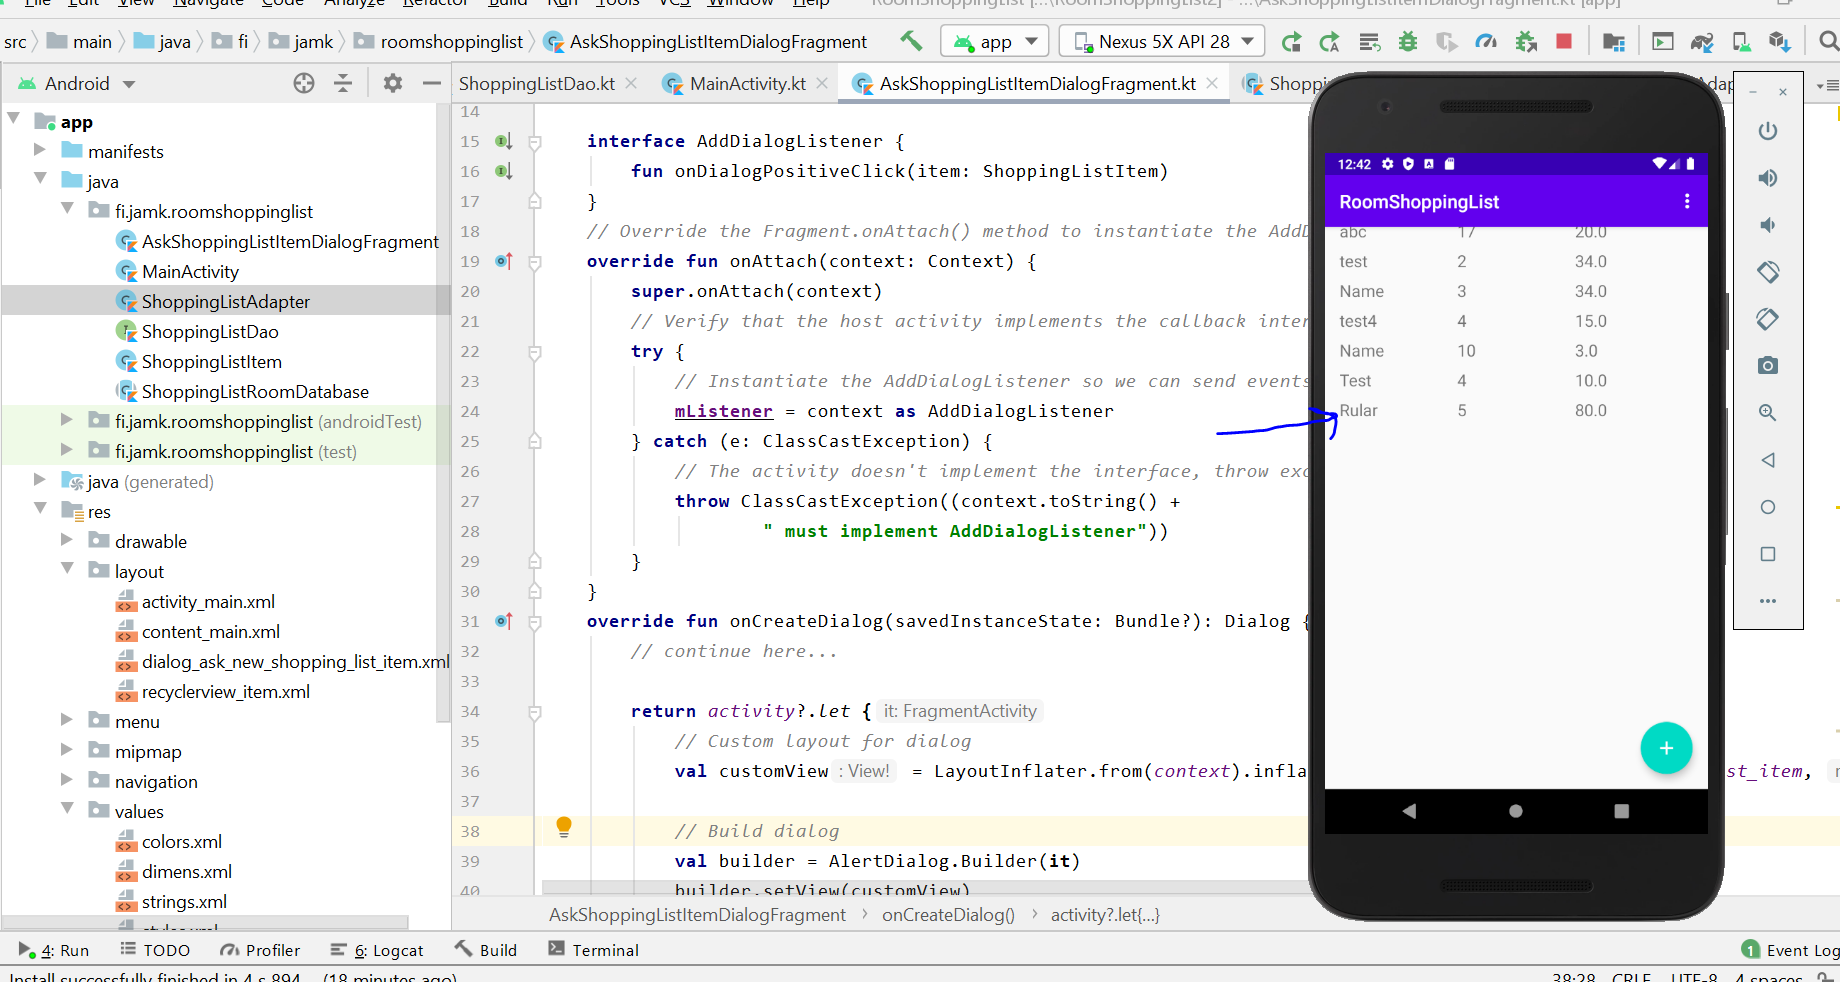 File Edit View Navigate Code Analyze Refactor Build Run Tools VCS Window Help RoomShoppingList [...\RoomShoppingList2] - ...\AskShoppingListItemDialogFragment.kt [app]
src main java fi jamk roomshoppinglist AskShoppingListItemDialogFragment app Nexus 5X API 28
Android
ShoppingListDao.kt MainActivity.kt AskShoppingListItemDialogFragment.kt Shopp
app
manifests
java
fi.jamk.roomshoppinglist
AskShoppingListItemDialogFragment
MainActivity
ShoppingListAdapter
ShoppingListDao
ShoppingListItem
ShoppingListRoomDatabase
fi.jamk.roomshoppinglist (androidTest)
fi.jamk.roomshoppinglist (test)
java (generated)
res
drawable
layout
activity_main.xml
content_main.xml
dialog_ask_new_shopping_list_item.xml
recyclerview_item.xml
menu
mipmap
navigation
values
colors.xml
dimens.xml
strings.xml
styles.xml
14
15 interface AddDialogListener {
16 fun onDialogPositiveClick(item: ShoppingListItem)
17 }
18 // Override the Fragment.onAttach() method to instantiate the AddD
19 override fun onAttach(context: Context) {
20 super.onAttach(context)
21 // Verify that the host activity implements the callback inter
22 try {
23 // Instantiate the AddDialogListener so we can send events
24 mListener = context as AddDialogListener
25 } catch (e: ClassCastException) {
26 // The activity doesn't implement the interface, throw exc
27 throw ClassCastException((context.toString() +
28 " must implement AddDialogListener"))
29 }
30 }
31 override fun onCreateDialog(savedInstanceState: Bundle?): Dialog {
32 // continue here...
33
34 return activity?.let { it: FragmentActivity
35 // Custom layout for dialog
36 val customView : View! = LayoutInflater.from(context).infla st_item,
37
38 // Build dialog
39 val builder = AlertDialog.Builder(it)
40 builder.setView(customView)
AskShoppingListItemDialogFragment onCreateDialog() activity?.let{...}
12:42
RoomShoppingList
abc 17 20.0
test 2 34.0
Name 3 34.0
test4 4 15.0
Name 10 3.0
Test 4 10.0
Rular 5 80.0
+
4: Run TODO Profiler 6: Logcat Build Terminal 1 Event Log
Install successfully finished in 4 s 894 (18 minutes ago) 38:28 CRLF UTF-8 4 spaces